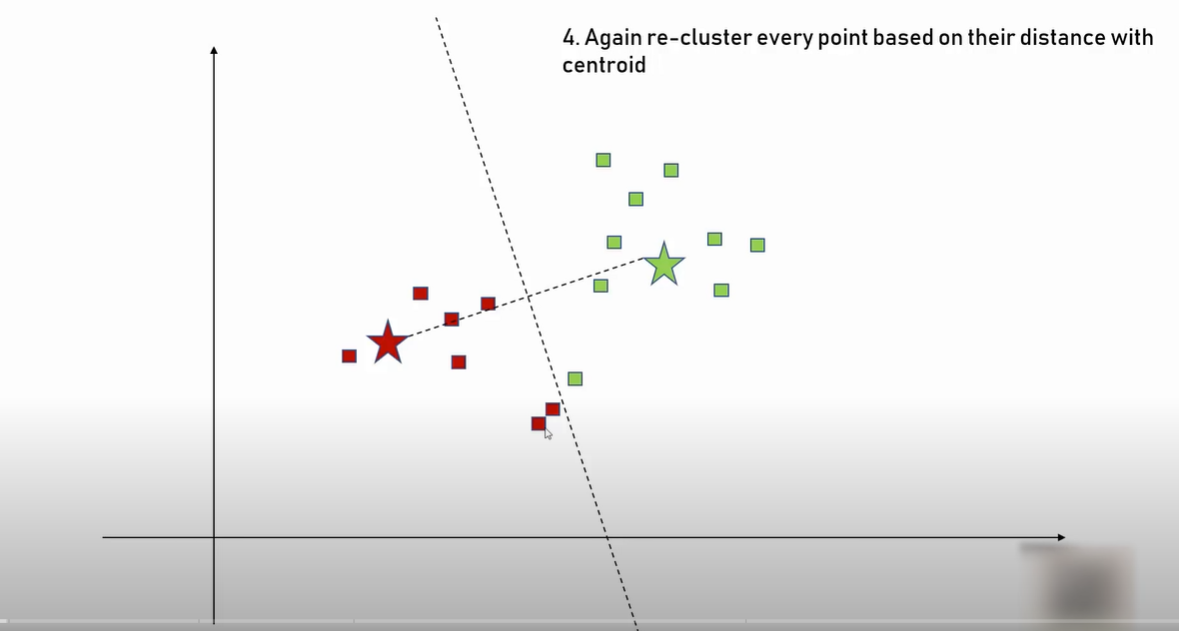 4. Again re-cluster every point based on their distance with
centroid